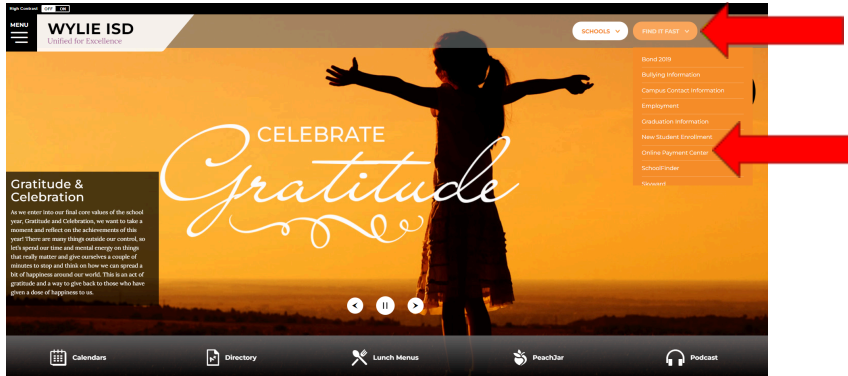 High Contrast OFF ON
MENU
WYLIE ISD
Unified for Excellence
SCHOOLS
FIND IT FAST
Bond 2019
Bullying Information
Campus Contact Information
Employment
Graduation Information
New Student Enrollment
Online Payment Center
SchoolFinder
Skyward
CELEBRATE
Gratitude
Gratitude &
Celebration
As we enter into our final core values of the school
year, Gratitude and Celebration, we want to take a
moment and reflect on the achievements of this
year! There are many things outside our control, so
let's spend our time and mental energy on things
that really matter and give ourselves a couple of
minutes to stop and think on how we can spread a
bit of happiness around our world. This is an act of
gratitude and a way to give back to those who have
given a dose of happiness to us.
Calendars
Directory
Lunch Menus
PeachJar
Podcast